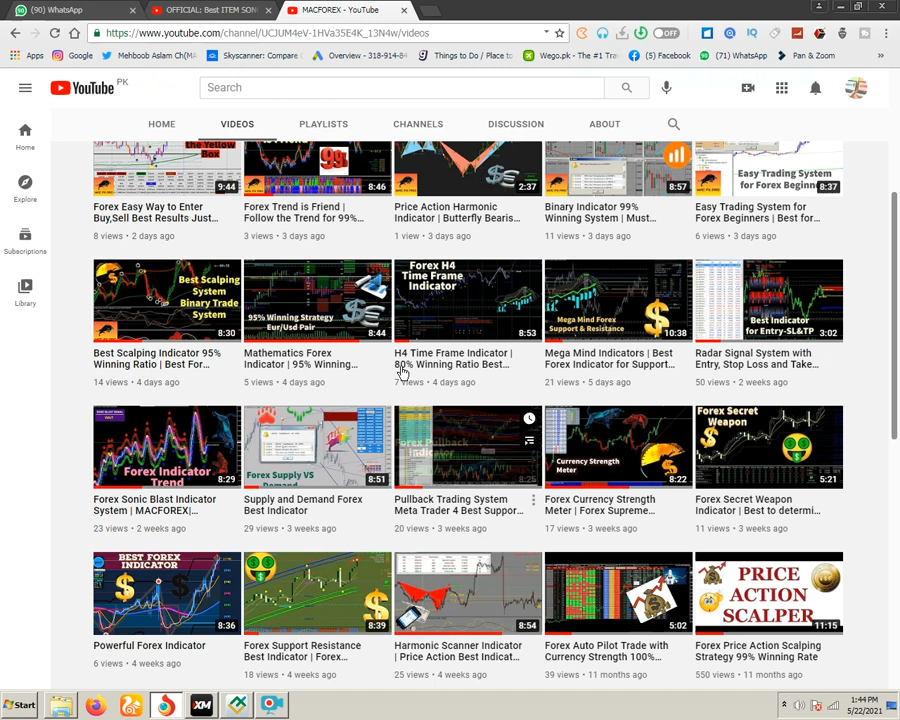 (90) WhatsApp
OFFICIAL: Best ITEM SON
MACFOREX - YouTube
https://www.youtube.com/channel/UCJUM4eV-1HVa35E4K_13N4w/videos
OFF
Apps
Google
Mehboob Aslam Ch(MA
Skyscanner: Compare
Overview - 318-914-84
Things to Do / Place to
Wego.pk - The #1 Tra
(5) Facebook
(71) WhatsApp
Pan & Zoom
YouTube PK
Search
HOME
VIDEOS
PLAYLISTS
CHANNELS
DISCUSSION
ABOUT
Home
Explore
Subscriptions
Library
the Yellow
Box
9:44
99%
8:46
2:37
8:57
Easy Trading System
for Forex Beginners
8:37
Forex Easy Way to Enter
Buy,Sell Best Results Just...
8 views • 2 days ago
Forex Trend is Friend |
Follow the Trend for 99%...
3 views • 3 days ago
Price Action Harmonic
Indicator | Butterfly Bearis...
1 view • 3 days ago
Binary Indicator 99%
Winning System | Must...
11 views • 3 days ago
Easy Trading System for
Forex Beginners | Best for...
6 views • 3 days ago
Best Scalping
System
Binary Trade
System
8:30
95% Winning Strategy
Eur/Usd Pair
8:44
Forex H4
Time Frame
Indicator
8:53
Mega Mind Forex
Support & Resistance
10:38
Best Indicator
for Entry-SL&TP
3:02
Best Scalping Indicator 95%
Winning Ratio | Best For...
14 views • 4 days ago
Mathematics Forex
Indicator | 95% Winning...
5 views • 4 days ago
H4 Time Frame Indicator |
80% Winning Ratio Best...
7 views • 4 days ago
Mega Mind Indicators | Best
Forex Indicator for Support...
21 views • 5 days ago
Radar Signal System with
Entry, Stop Loss and Take...
50 views • 2 weeks ago
Forex Indicator
Trend
8:29
Forex Supply VS
Demand
8:51
Forex Pullback
Indicator
8:25
Currency Strength
Meter
8:22
Forex Secret
Weapon
5:21
Forex Sonic Blast Indicator
System | MACFOREX|...
23 views • 2 weeks ago
Supply and Demand Forex
Best Indicator
29 views • 3 weeks ago
Pullback Trading System
Meta Trader 4 Best Suppor...
20 views • 3 weeks ago
Forex Currency Strength
Meter | Forex Supreme...
17 views • 3 weeks ago
Forex Secret Weapon
Indicator | Best to determi...
11 views • 3 weeks ago
BEST FOREX
INDICATOR
8:36
8:39
8:54
5:02
PRICE
ACTION
SCALPER
11:15
Powerful Forex Indicator
6 views • 4 weeks ago
Forex Support Resistance
Best Indicator | Forex...
18 views • 4 weeks ago
Harmonic Scanner Indicator
| Price Action Best Indicat...
25 views • 4 weeks ago
Forex Auto Pilot Trade with
Currency Strength 100%...
39 views • 11 months ago
Forex Price Action Scalping
Strategy 99% Winning Rate
550 views • 11 months ago
Start
XM
1:44 PM
5/22/2021